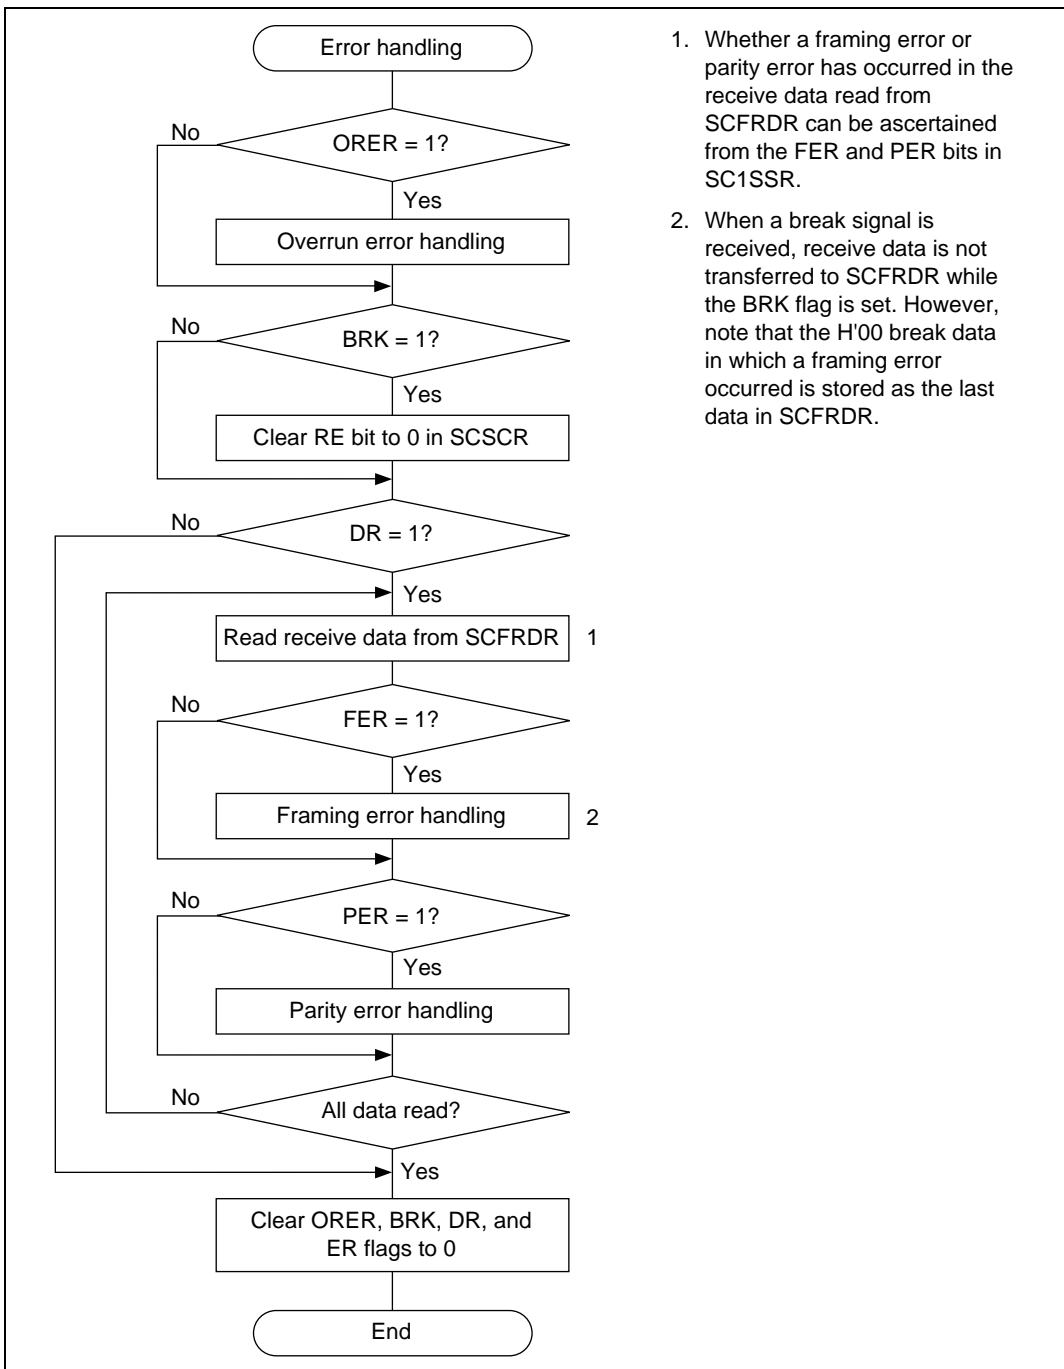 Error handling
No
ORER = 1?
Yes
Overrun error handling
No
BRK = 1?
Yes
Clear RE bit to 0 in SCSCR
No
DR = 1?
Yes
Read receive data from SCFRDR 1
No
FER = 1?
Yes
Framing error handling 2
No
PER = 1?
Yes
Parity error handling
No
All data read?
Yes
Clear ORER, BRK, DR, and
ER flags to 0
End
1. Whether a framing error or
parity error has occurred in the
receive data read from
SCFRDR can be ascertained
from the FER and PER bits in
SC1SSR.
2. When a break signal is
received, receive data is not
transferred to SCFRDR while
the BRK flag is set. However,
note that the H'00 break data
in which a framing error
occurred is stored as the last
data in SCFRDR.